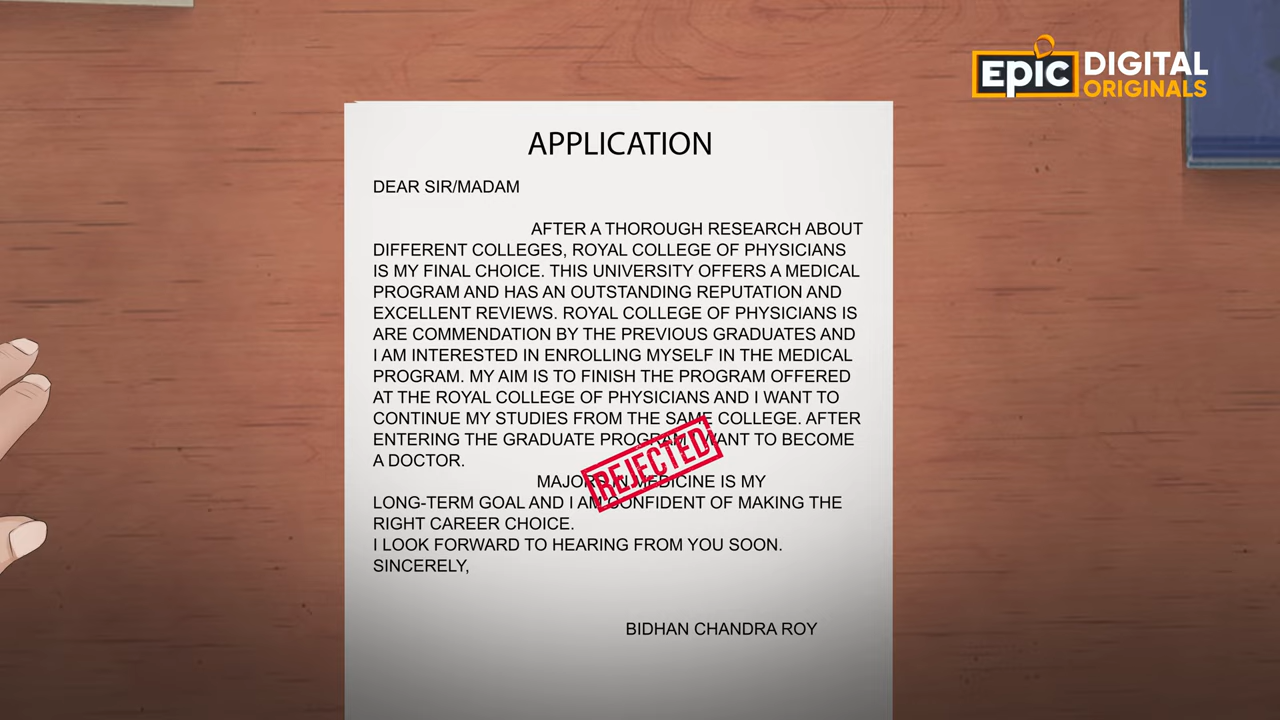 EPIC DIGITAL
ORIGINALS
APPLICATION
DEAR SIR/MADAM
AFTER A THOROUGH RESEARCH ABOUT
DIFFERENT COLLEGES, ROYAL COLLEGE OF PHYSICIANS
IS MY FINAL CHOICE. THIS UNIVERSITY OFFERS A MEDICAL
PROGRAM AND HAS AN OUTSTANDING REPUTATION AND
EXCELLENT REVIEWS. ROYAL COLLEGE OF PHYSICIANS IS
ARE COMMENDATION BY THE PREVIOUS GRADUATES AND
I AM INTERESTED IN ENROLLING MYSELF IN THE MEDICAL
PROGRAM. MY AIM IS TO FINISH THE PROGRAM OFFERED
AT THE ROYAL COLLEGE OF PHYSICIANS AND I WANT TO
CONTINUE MY STUDIES FROM THE SAME COLLEGE. AFTER
ENTERING THE GRADUATE PROGRAM I WANT TO BECOME
A DOCTOR.
REJECTED
MAJORS IN MEDICINE IS MY
LONG-TERM GOAL AND I AM CONFIDENT OF MAKING THE
RIGHT CAREER CHOICE.
I LOOK FORWARD TO HEARING FROM YOU SOON.
SINCERELY,
BIDHAN CHANDRA ROY